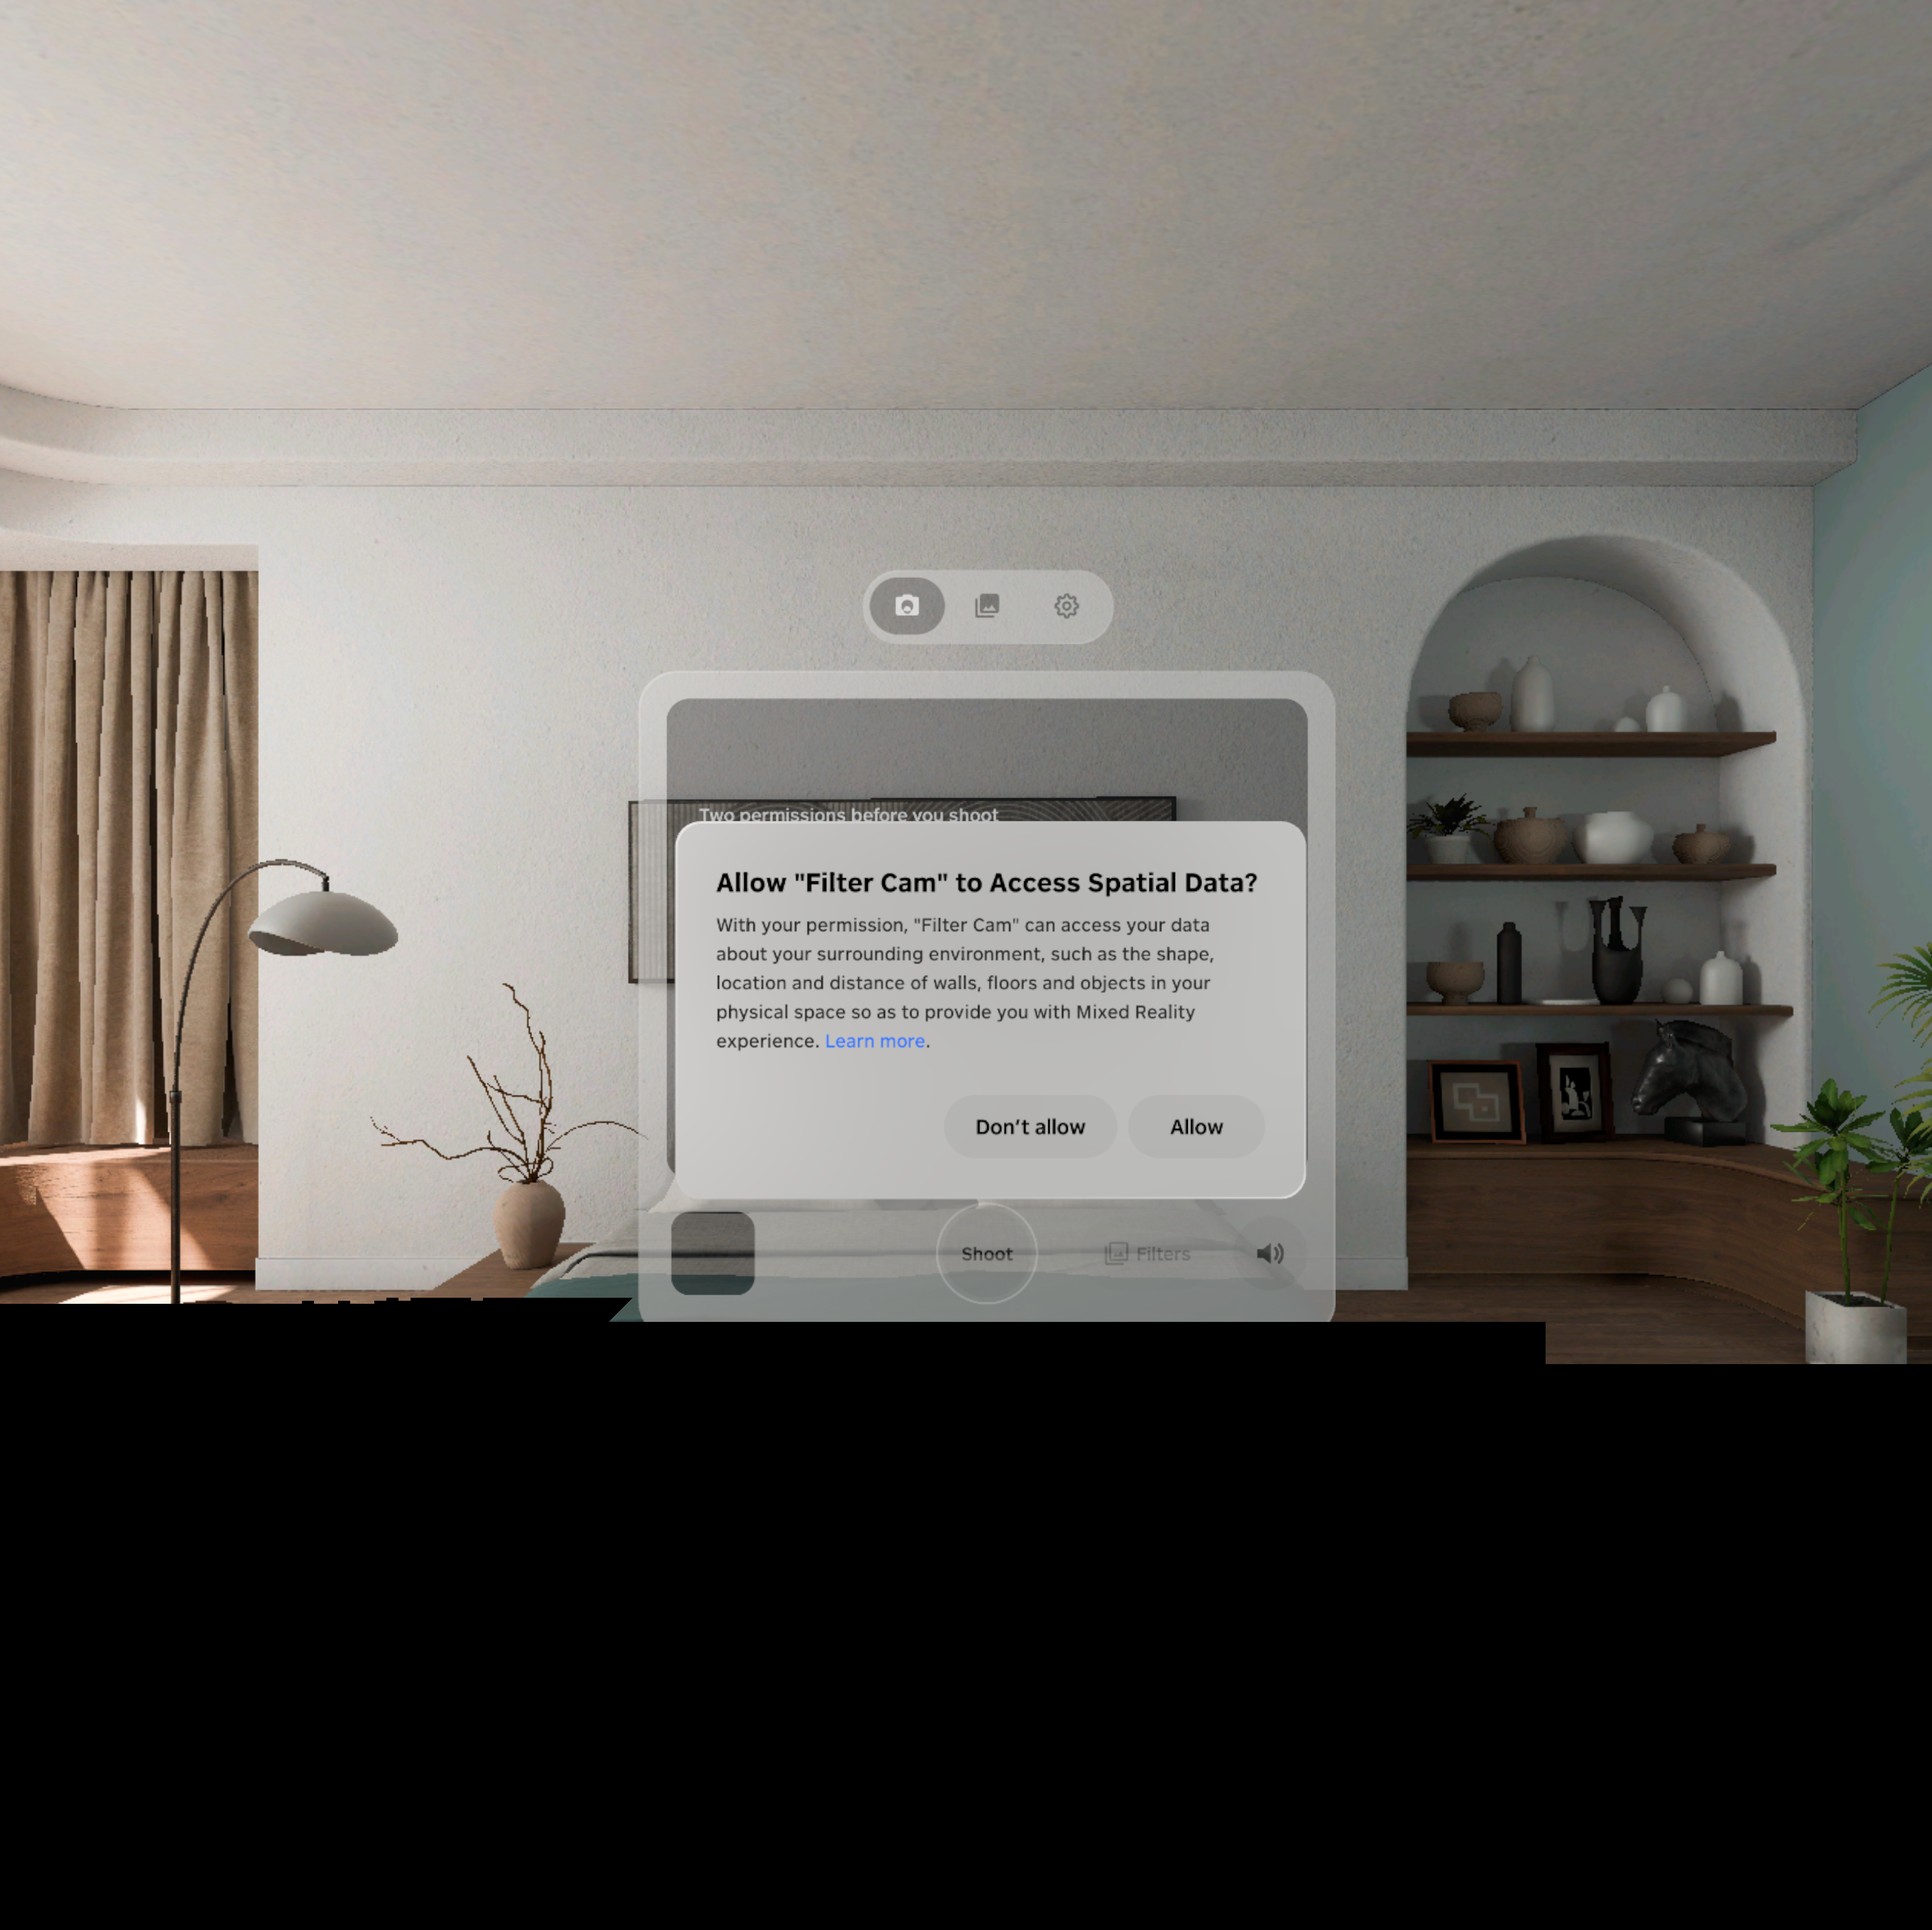 Two permissions before you shoot
Allow "Filter Cam" to Access Spatial Data?
With your permission, "Filter Cam" can access your data
about your surrounding environment, such as the shape,
location and distance of walls, floors and objects in your
physical space so as to provide you with Mixed Reality
experience. Learn more.
Don't allow Allow
Shoot Filters